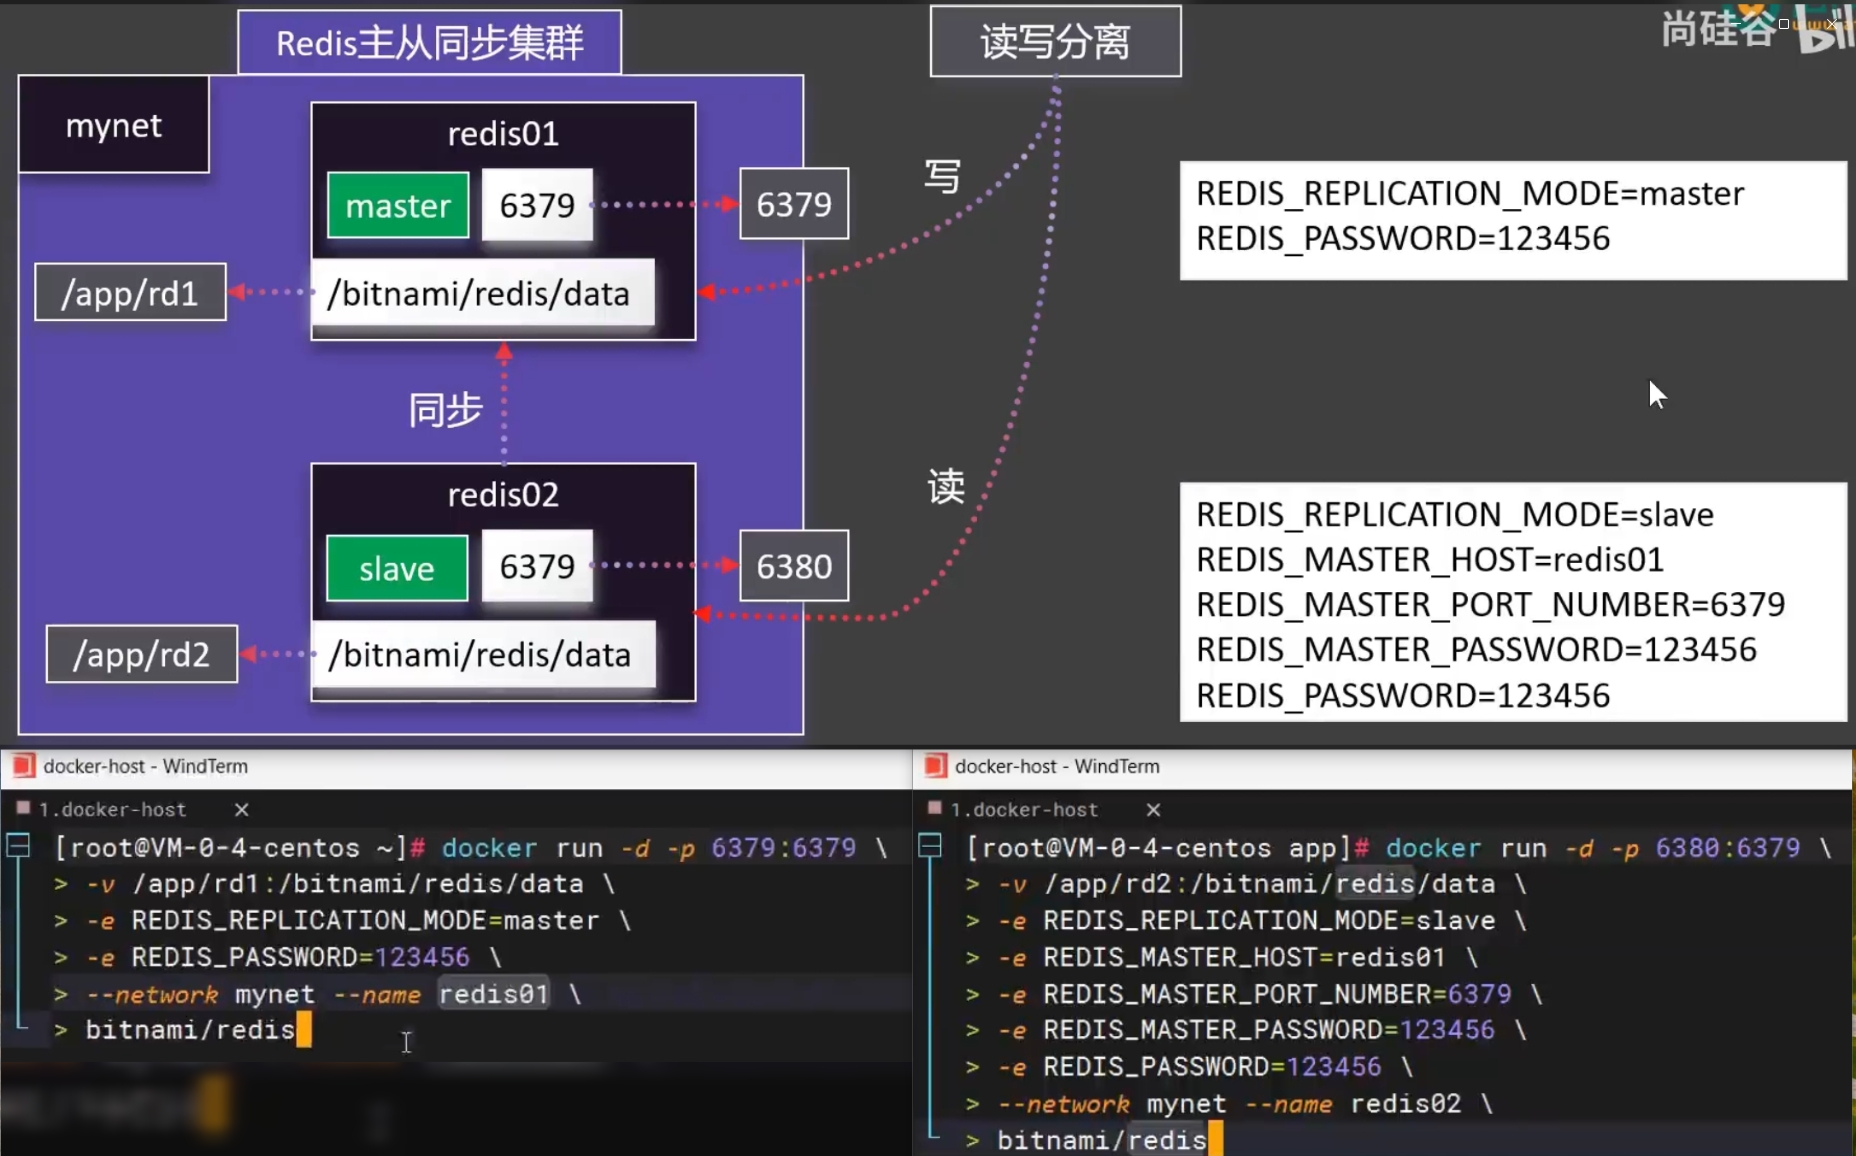 Redis主从同步集群
读写分离
尚硅谷
mynet
redis01
master
6379
6379
写
/app/rd1
/bitnami/redis/data
同步
redis02
slave
6379
6380
读
/app/rd2
/bitnami/redis/data
REDIS_REPLICATION_MODE=master
REDIS_PASSWORD=123456
REDIS_REPLICATION_MODE=slave
REDIS_MASTER_HOST=redis01
REDIS_MASTER_PORT_NUMBER=6379
REDIS_MASTER_PASSWORD=123456
REDIS_PASSWORD=123456
docker-host - WindTerm
1.docker-host ×
[root@VM-0-4-centos ~]# docker run -d -p 6379:6379 \
> -v /app/rd1:/bitnami/redis/data \
> -e REDIS_REPLICATION_MODE=master \
> -e REDIS_PASSWORD=123456 \
> --network mynet --name redis01 \
> bitnami/redis
docker-host - WindTerm
1.docker-host ×
[root@VM-0-4-centos app]# docker run -d -p 6380:6379 \
> -v /app/rd2:/bitnami/redis/data \
> -e REDIS_REPLICATION_MODE=slave \
> -e REDIS_MASTER_HOST=redis01 \
> -e REDIS_MASTER_PORT_NUMBER=6379 \
> -e REDIS_MASTER_PASSWORD=123456 \
> -e REDIS_PASSWORD=123456 \
> --network mynet --name redis02 \
> bitnami/redis